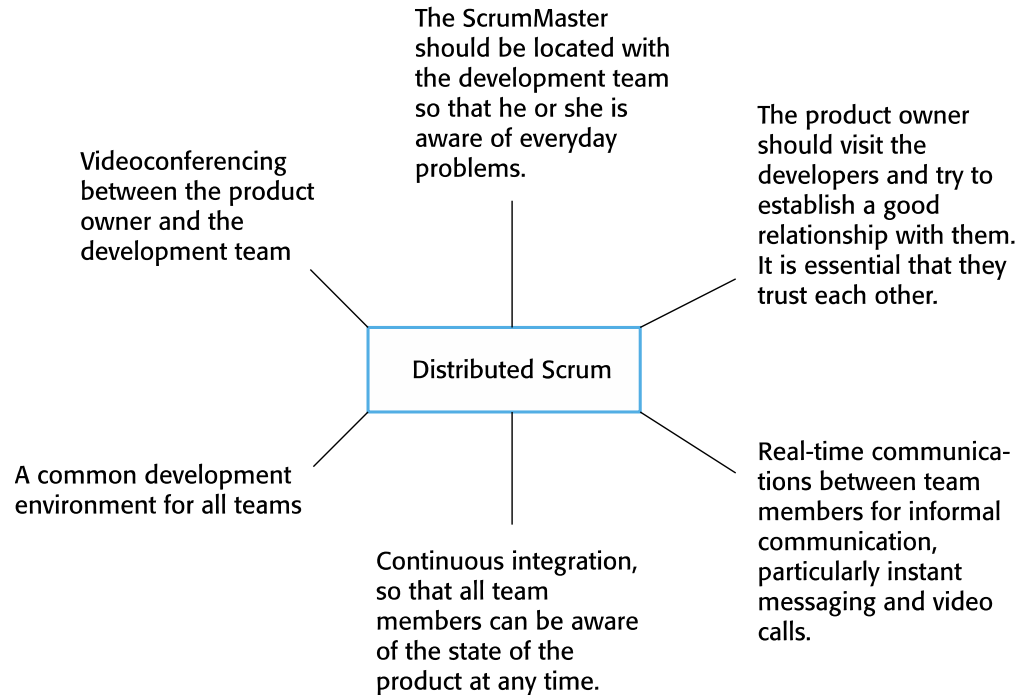 The ScrumMaster
should be located with
the development team
so that he or she is
aware of everyday
problems.
Videoconferencing
between the product
owner and the
development team
The product owner
should visit the
developers and try to
establish a good
relationship with them.
It is essential that they
trust each other.
Distributed Scrum
A common development
environment for all teams
Continuous integration,
so that all team
members can be aware
of the state of the
product at any time.
Real-time communica-
tions between team
members for informal
communication,
particularly instant
messaging and video
calls.